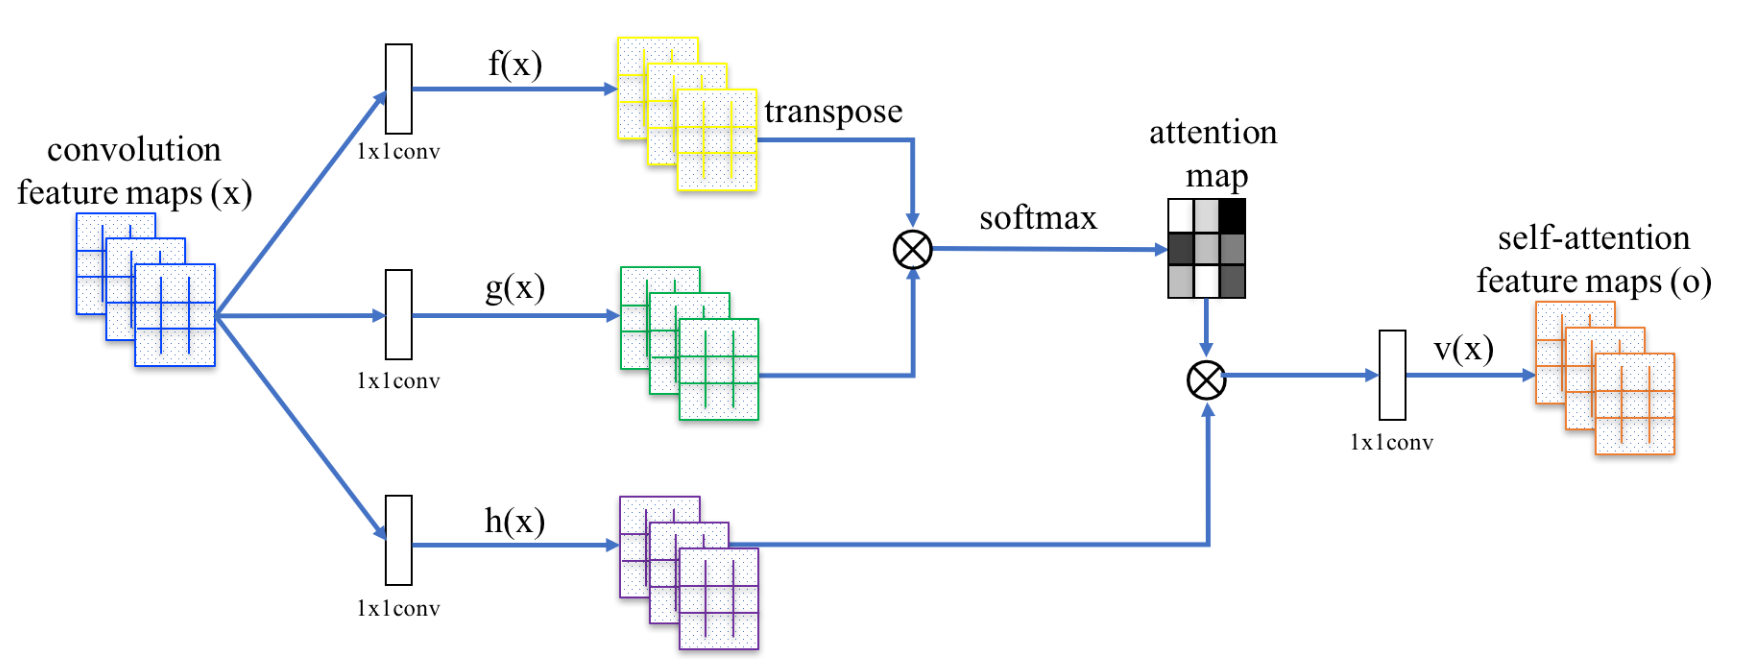 convolution
feature maps (x)
1x1conv
f(x)
transpose
1x1conv
g(x)
1x1conv
h(x)
softmax
attention
map
1x1conv
v(x)
self-attention
feature maps (o)